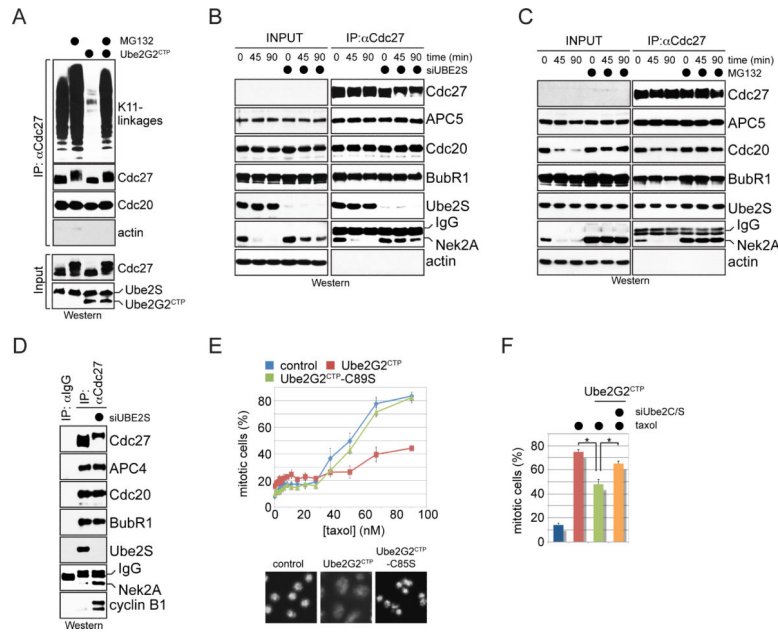 A
MG132
Ube2G2CTP
IP: αCdc27
K11-
linkages
Cdc27
Cdc20
actin
Input
Cdc27
Ube2S
Ube2G2CTP
Western
B
INPUT
IP:αCdc27
0 45 90 0 45 90 0 45 90 0 45 90 time (min)
siUBE2S
Cdc27
APC5
Cdc20
BubR1
Ube2S
IgG
Nek2A
actin
Western
C
INPUT
IP:αCdc27
0 45 90 0 45 90 0 45 90 0 45 90 time (min)
MG132
Cdc27
APC5
Cdc20
BubR1
Ube2S
IgG
Nek2A
actin
Western
D
IP: αIgG
IP:
αCdc27
siUBE2S
Cdc27
APC4
Cdc20
BubR1
Ube2S
IgG
Nek2A
cyclin B1
Western
E
control Ube2G2CTP
Ube2G2CTP-C89S
mitotic cells (%)
80
60
40
20
0
0 20 40 60 80 100
[taxol] (nM)
control
Ube2G2CTP
Ube2G2CTP
-C85S
F
Ube2G2CTP
siUbe2C/S
taxol
mitotic cells (%)
80
60
40
20
0
* *